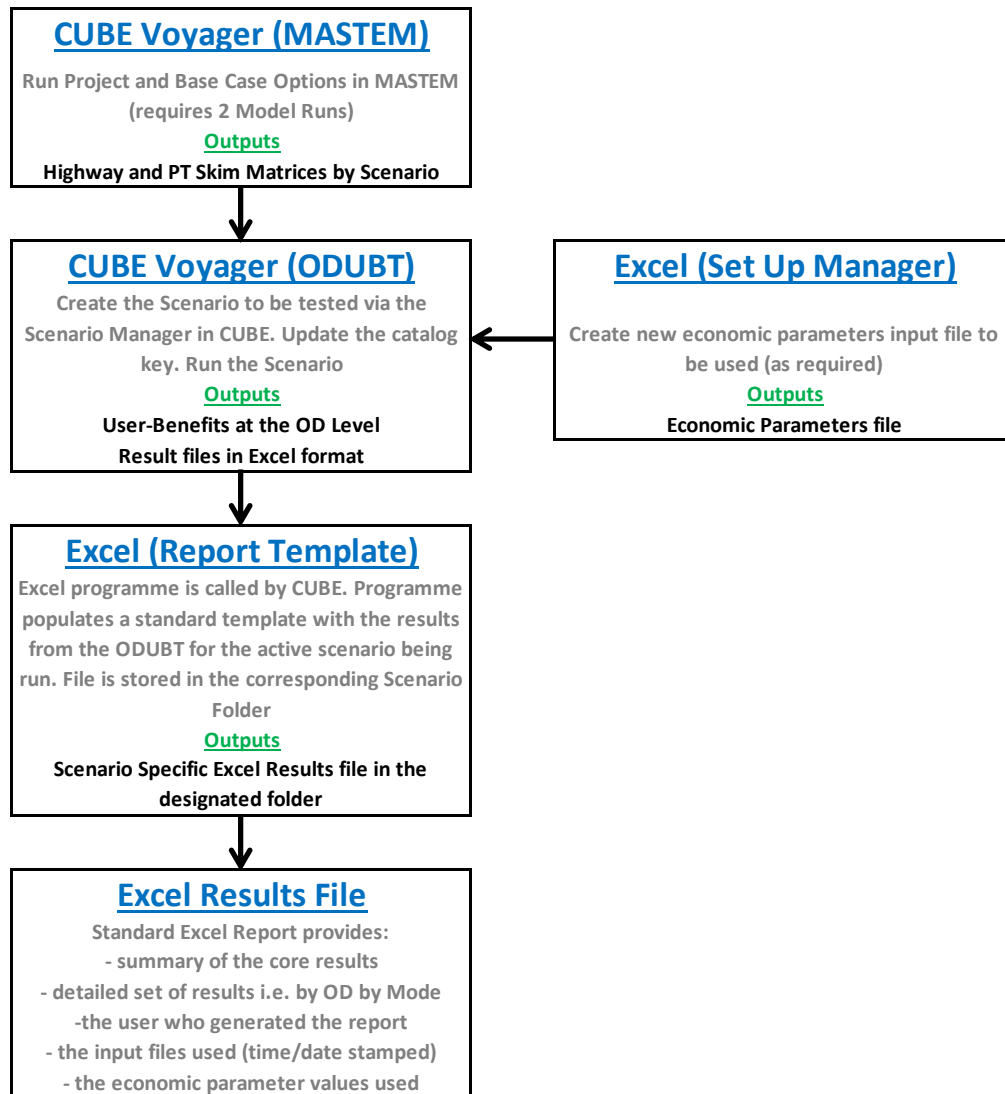 CUBE Voyager (MASTEM)
Run Project and Base Case Options in MASTEM
(requires 2 Model Runs)
Outputs
Highway and PT Skim Matrices by Scenario
CUBE Voyager (ODUBT)
Create the Scenario to be tested via the
Scenario Manager in CUBE. Update the catalog
key. Run the Scenario
Outputs
User-Benefits at the OD Level
Result files in Excel format
Excel (Set Up Manager)
Create new economic parameters input file to
be used (as required)
Outputs
Economic Parameters file
Excel (Report Template)
Excel programme is called by CUBE. Programme
populates a standard template with the results
from the ODUBT for the active scenario being
run. File is stored in the corresponding Scenario
Folder
Outputs
Scenario Specific Excel Results file in the
designated folder
Excel Results File
Standard Excel Report provides:
- summary of the core results
- detailed set of results i.e. by OD by Mode
-the user who generated the report
- the input files used (time/date stamped)
- the economic parameter values used